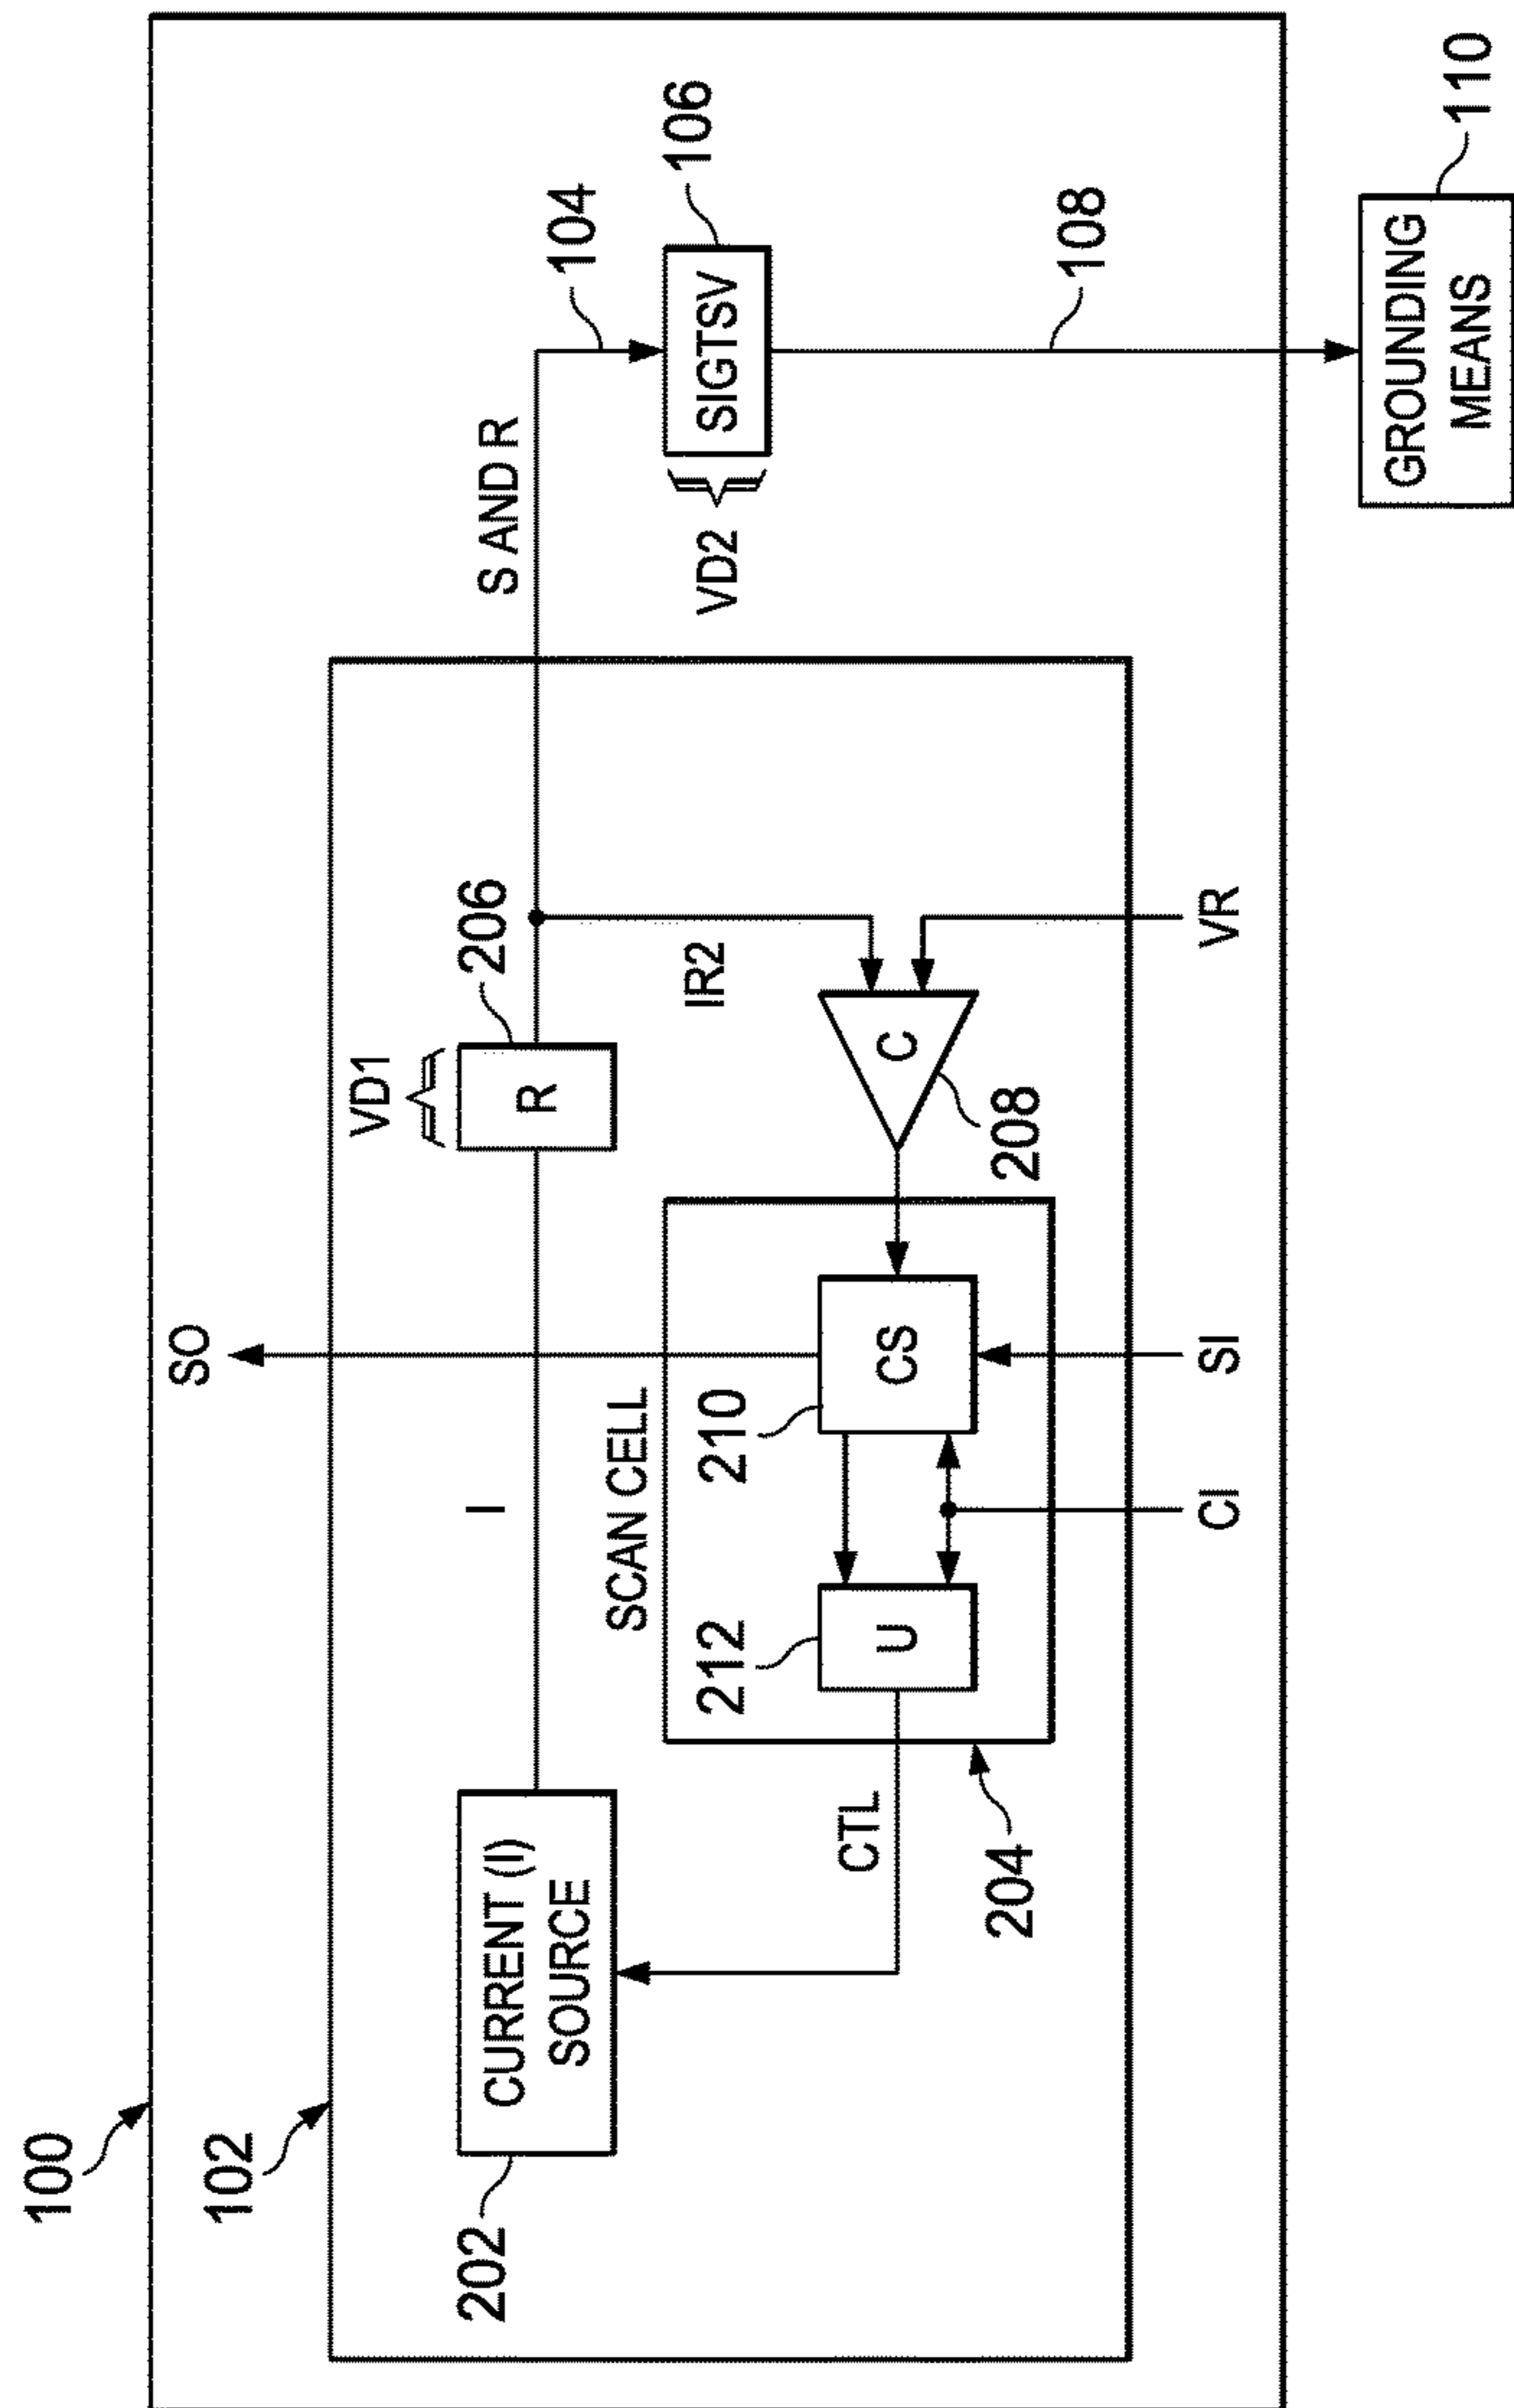 100
102
SO
VD1
206
S AND R
104
106
202
CURRENT (I)
SOURCE
I
R
SCAN CELL
212
210
IR2
VD2
SIGTSV
CTL
U
CS
C
204
208
108
CI
SI
VR
GROUNDING
MEANS
110